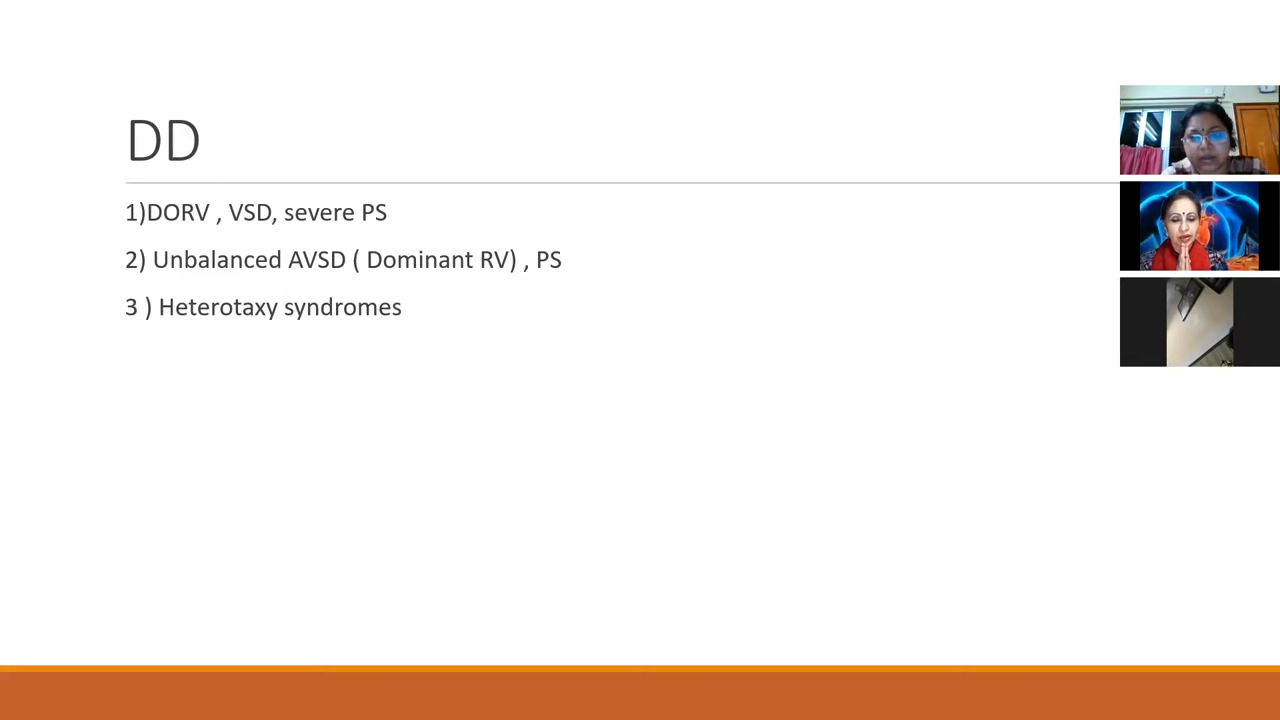 DD
1)DORV , VSD, severe PS
2) Unbalanced AVSD ( Dominant RV) , PS
3 ) Heterotaxy syndromes